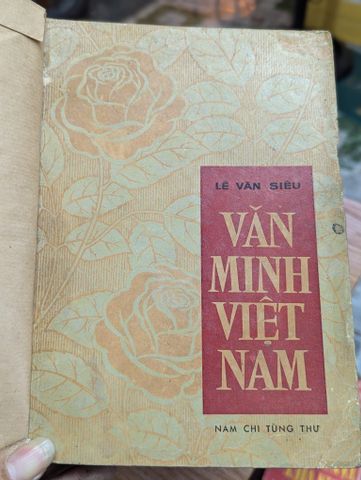 LÊ VĂN SIÊU
VĂN
MINH
VIỆT
NAM
NAM CHI TÙNG THƯ